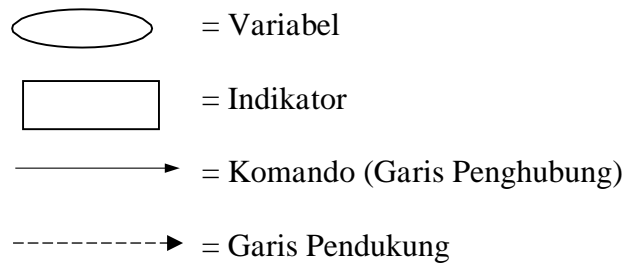 = Variabel
= Indikator
= Komando (Garis Penghubung)
= Garis Pendukung